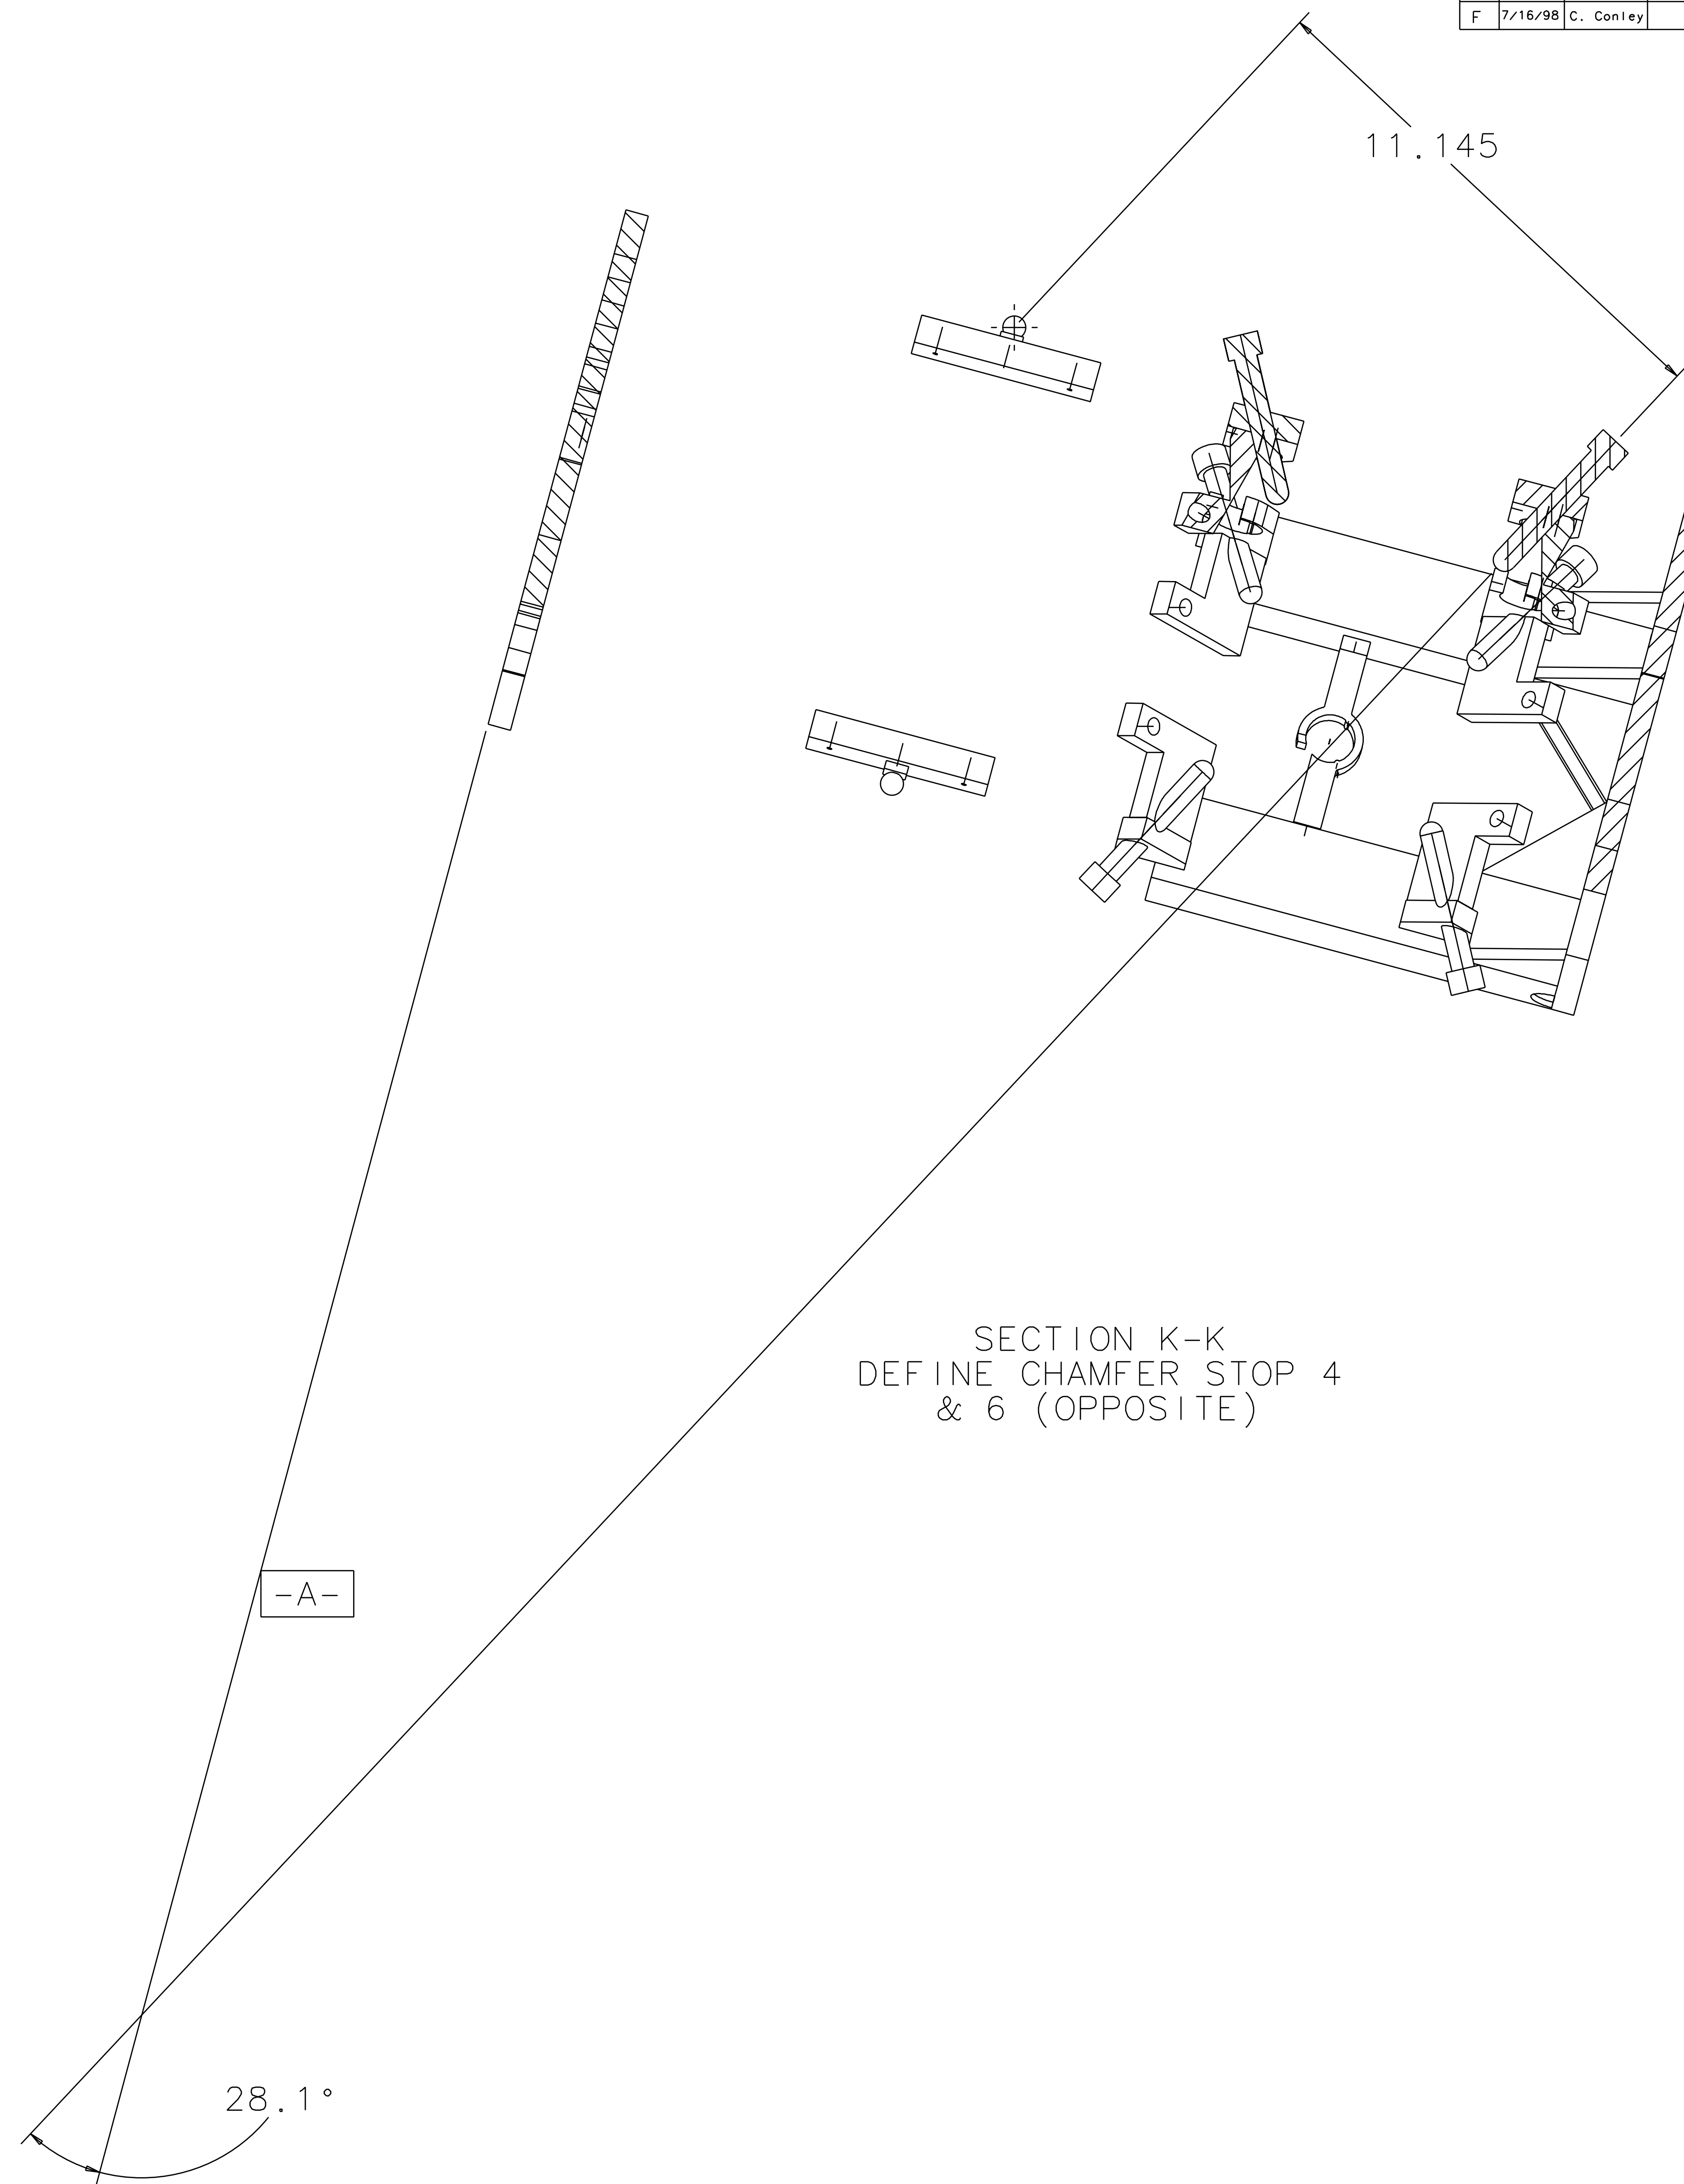 F 7/16/98 C. Conley
11.145
SECTION K-K
DEFINE CHAMFER STOP 4
& 6 (OPPOSITE)
-A-
28.1°